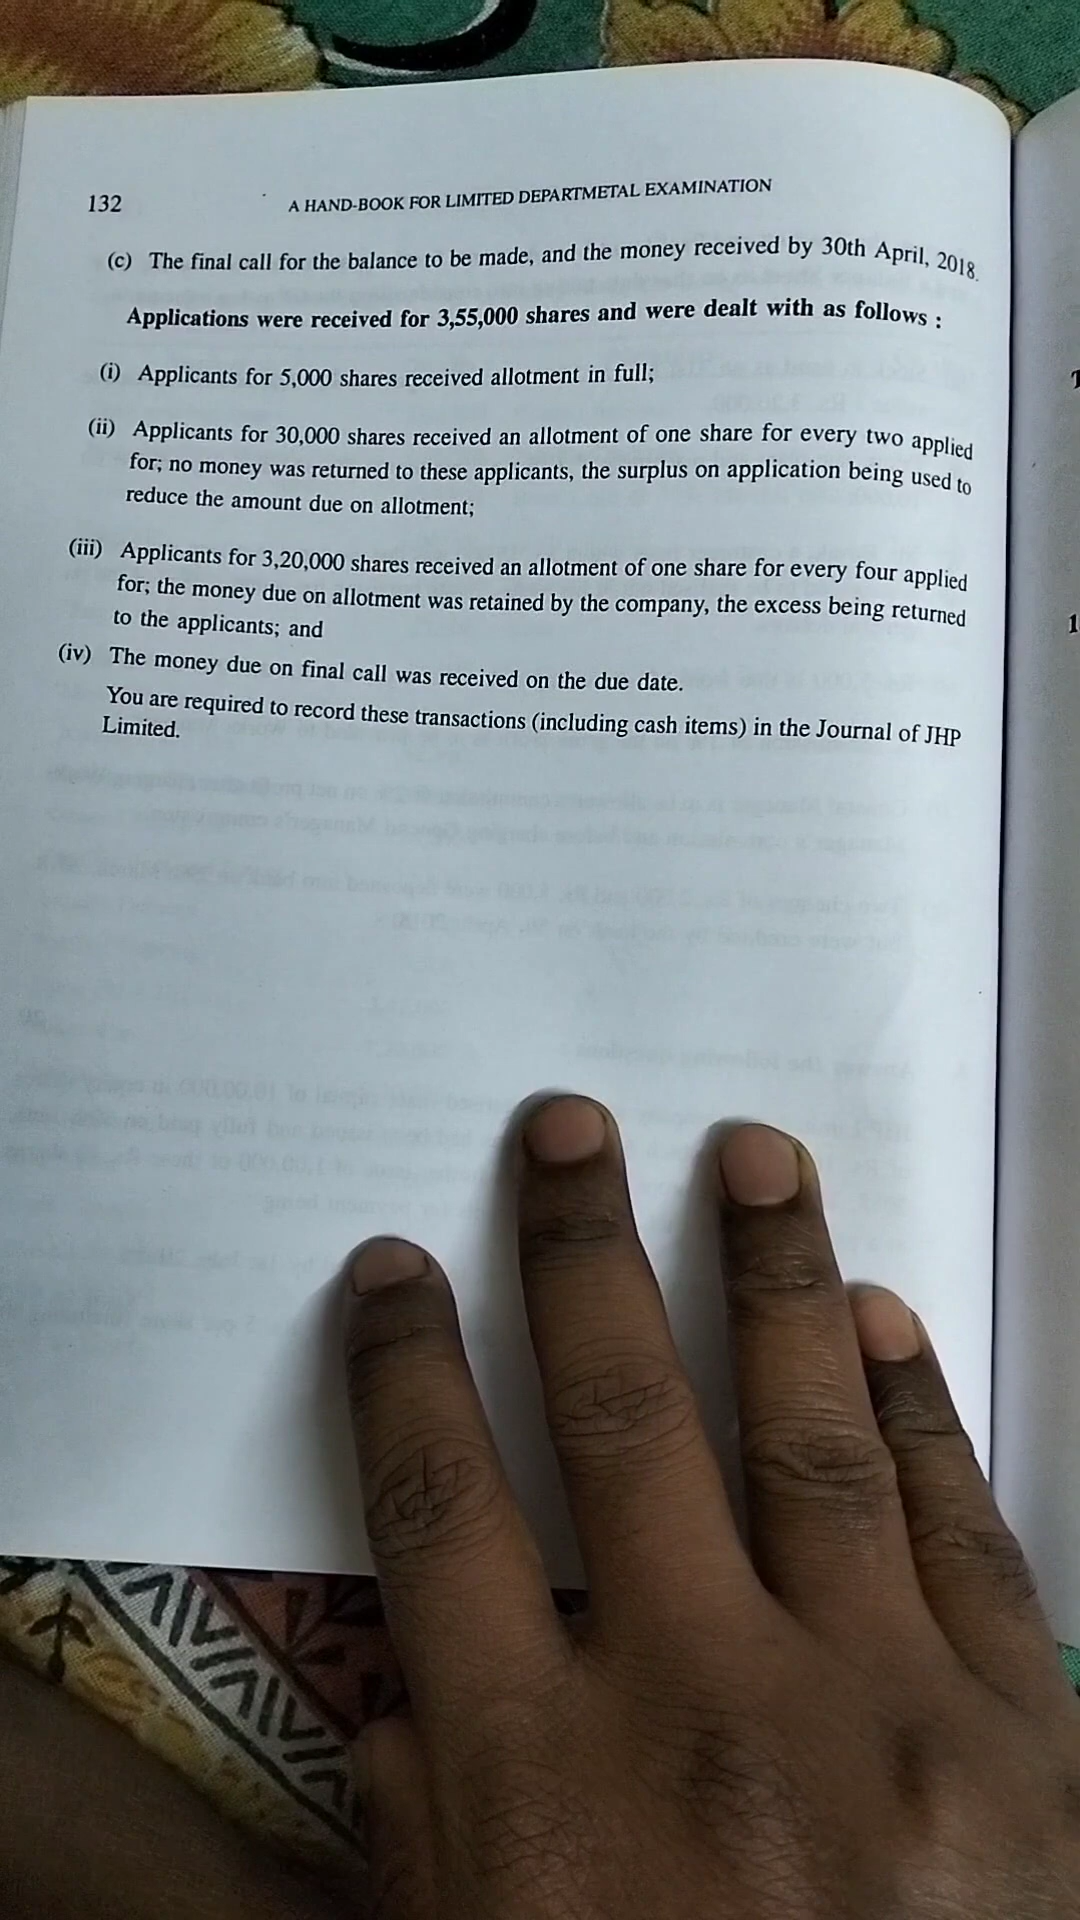 132
A HAND-BOOK FOR LIMITED DEPARTMETAL EXAMINATION
(c) The final call for the balance to be made, and the money received by 30th April, 2018.
Applications were received for 3,55,000 shares and were dealt with as follows :
(i) Applicants for 5,000 shares received allotment in full;
(ii) Applicants for 30,000 shares received an allotment of one share for every two applied
for; no money was returned to these applicants, the surplus on application being used to
reduce the amount due on allotment;
(iii) Applicants for 3,20,000 shares received an allotment of one share for every four applied
for; the money due on allotment was retained by the company, the excess being returned
to the applicants; and
(iv) The money due on final call was received on the due date.
You are required to record these transactions (including cash items) in the Journal of JHP
Limited.